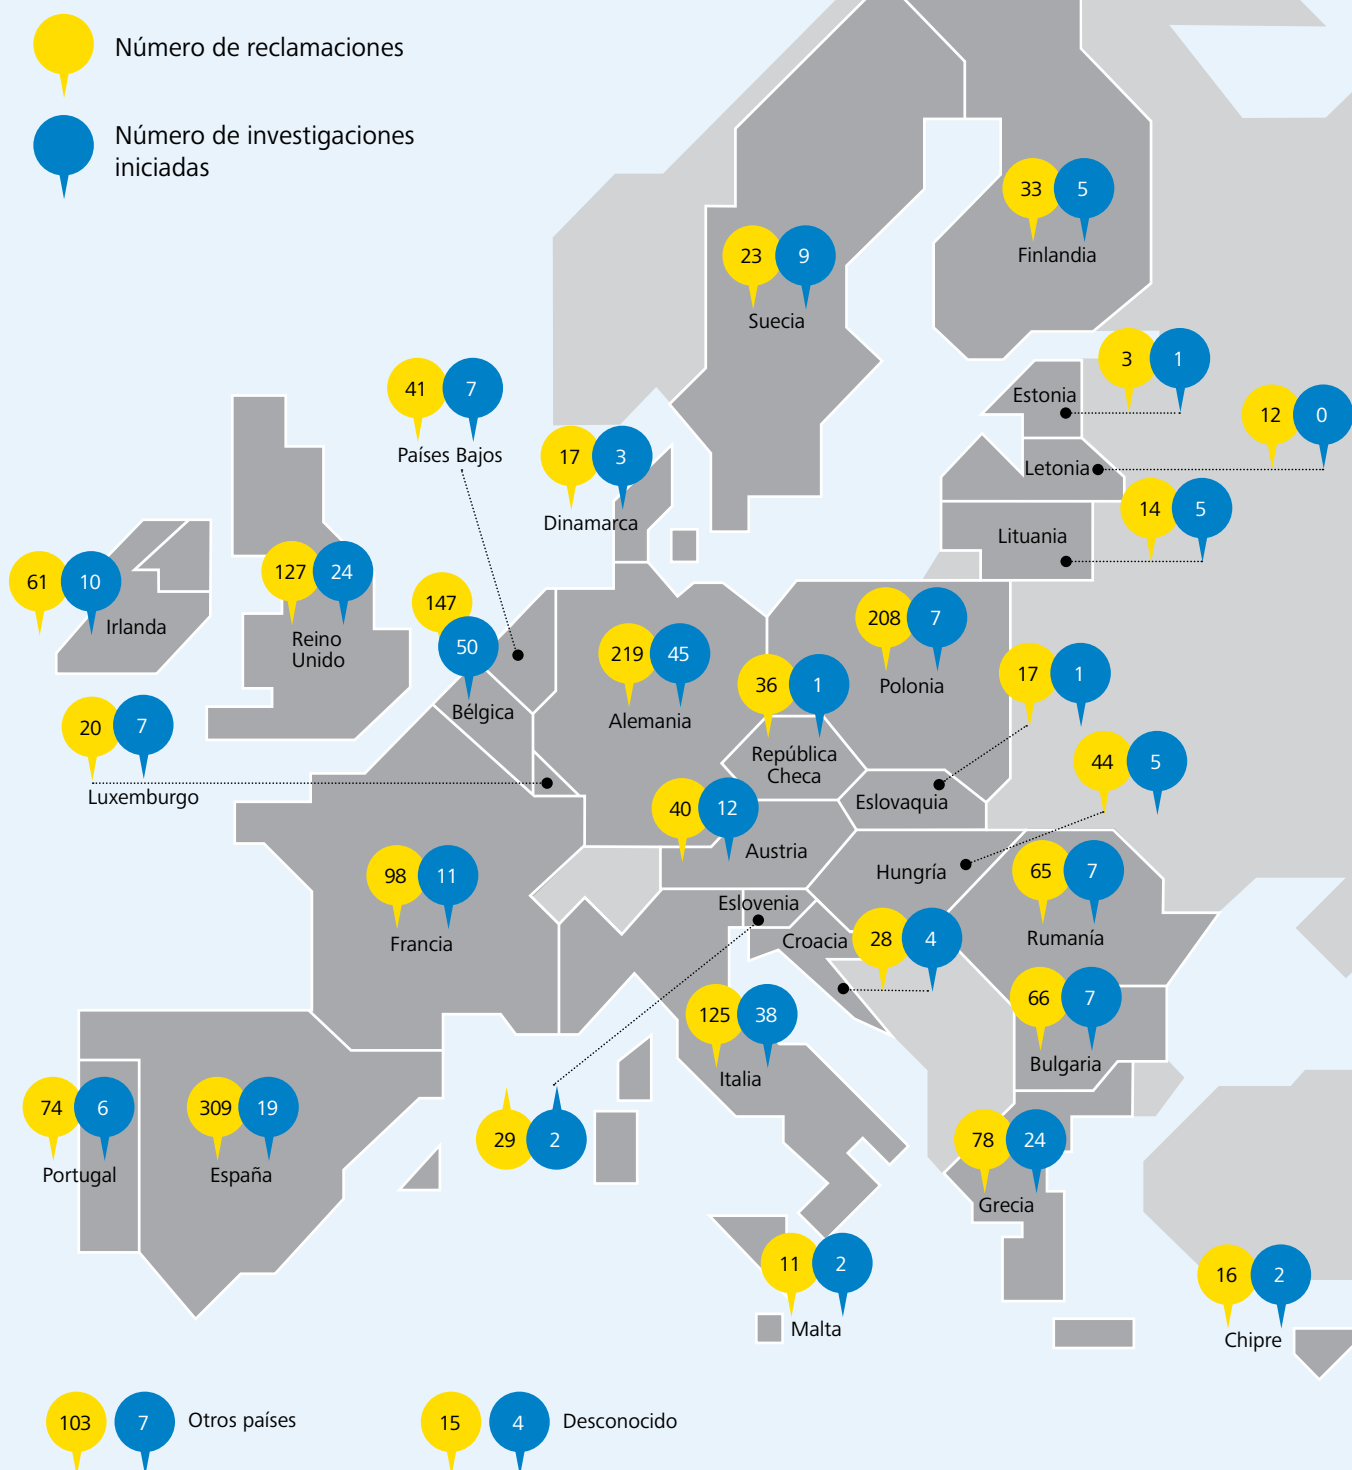 Número de reclamaciones
Número de investigaciones
iniciadas
33 5
Finlandia
23 9
Suecia
3 1
Estonia
12 0
Letonia
14 5
Lituania
41 7
Países Bajos
17 3
Dinamarca
61 10
Irlanda
127 24
Reino
Unido
147
50
Bélgica
219 45
Alemania
208 7
Polonia
36 1
República
Checa
17 1
Eslovaquia
20 7
Luxemburgo
44 5
Hungría
40 12
Austria
98 11
Francia
65 7
Rumanía
Eslovenia
29 2
Croacia
28 4
66 7
Bulgaria
125 38
Italia
74 6
Portugal
309 19
España
78 24
Grecia
11 2
Malta
16 2
Chipre
103 7 Otros países
15 4 Desconocido